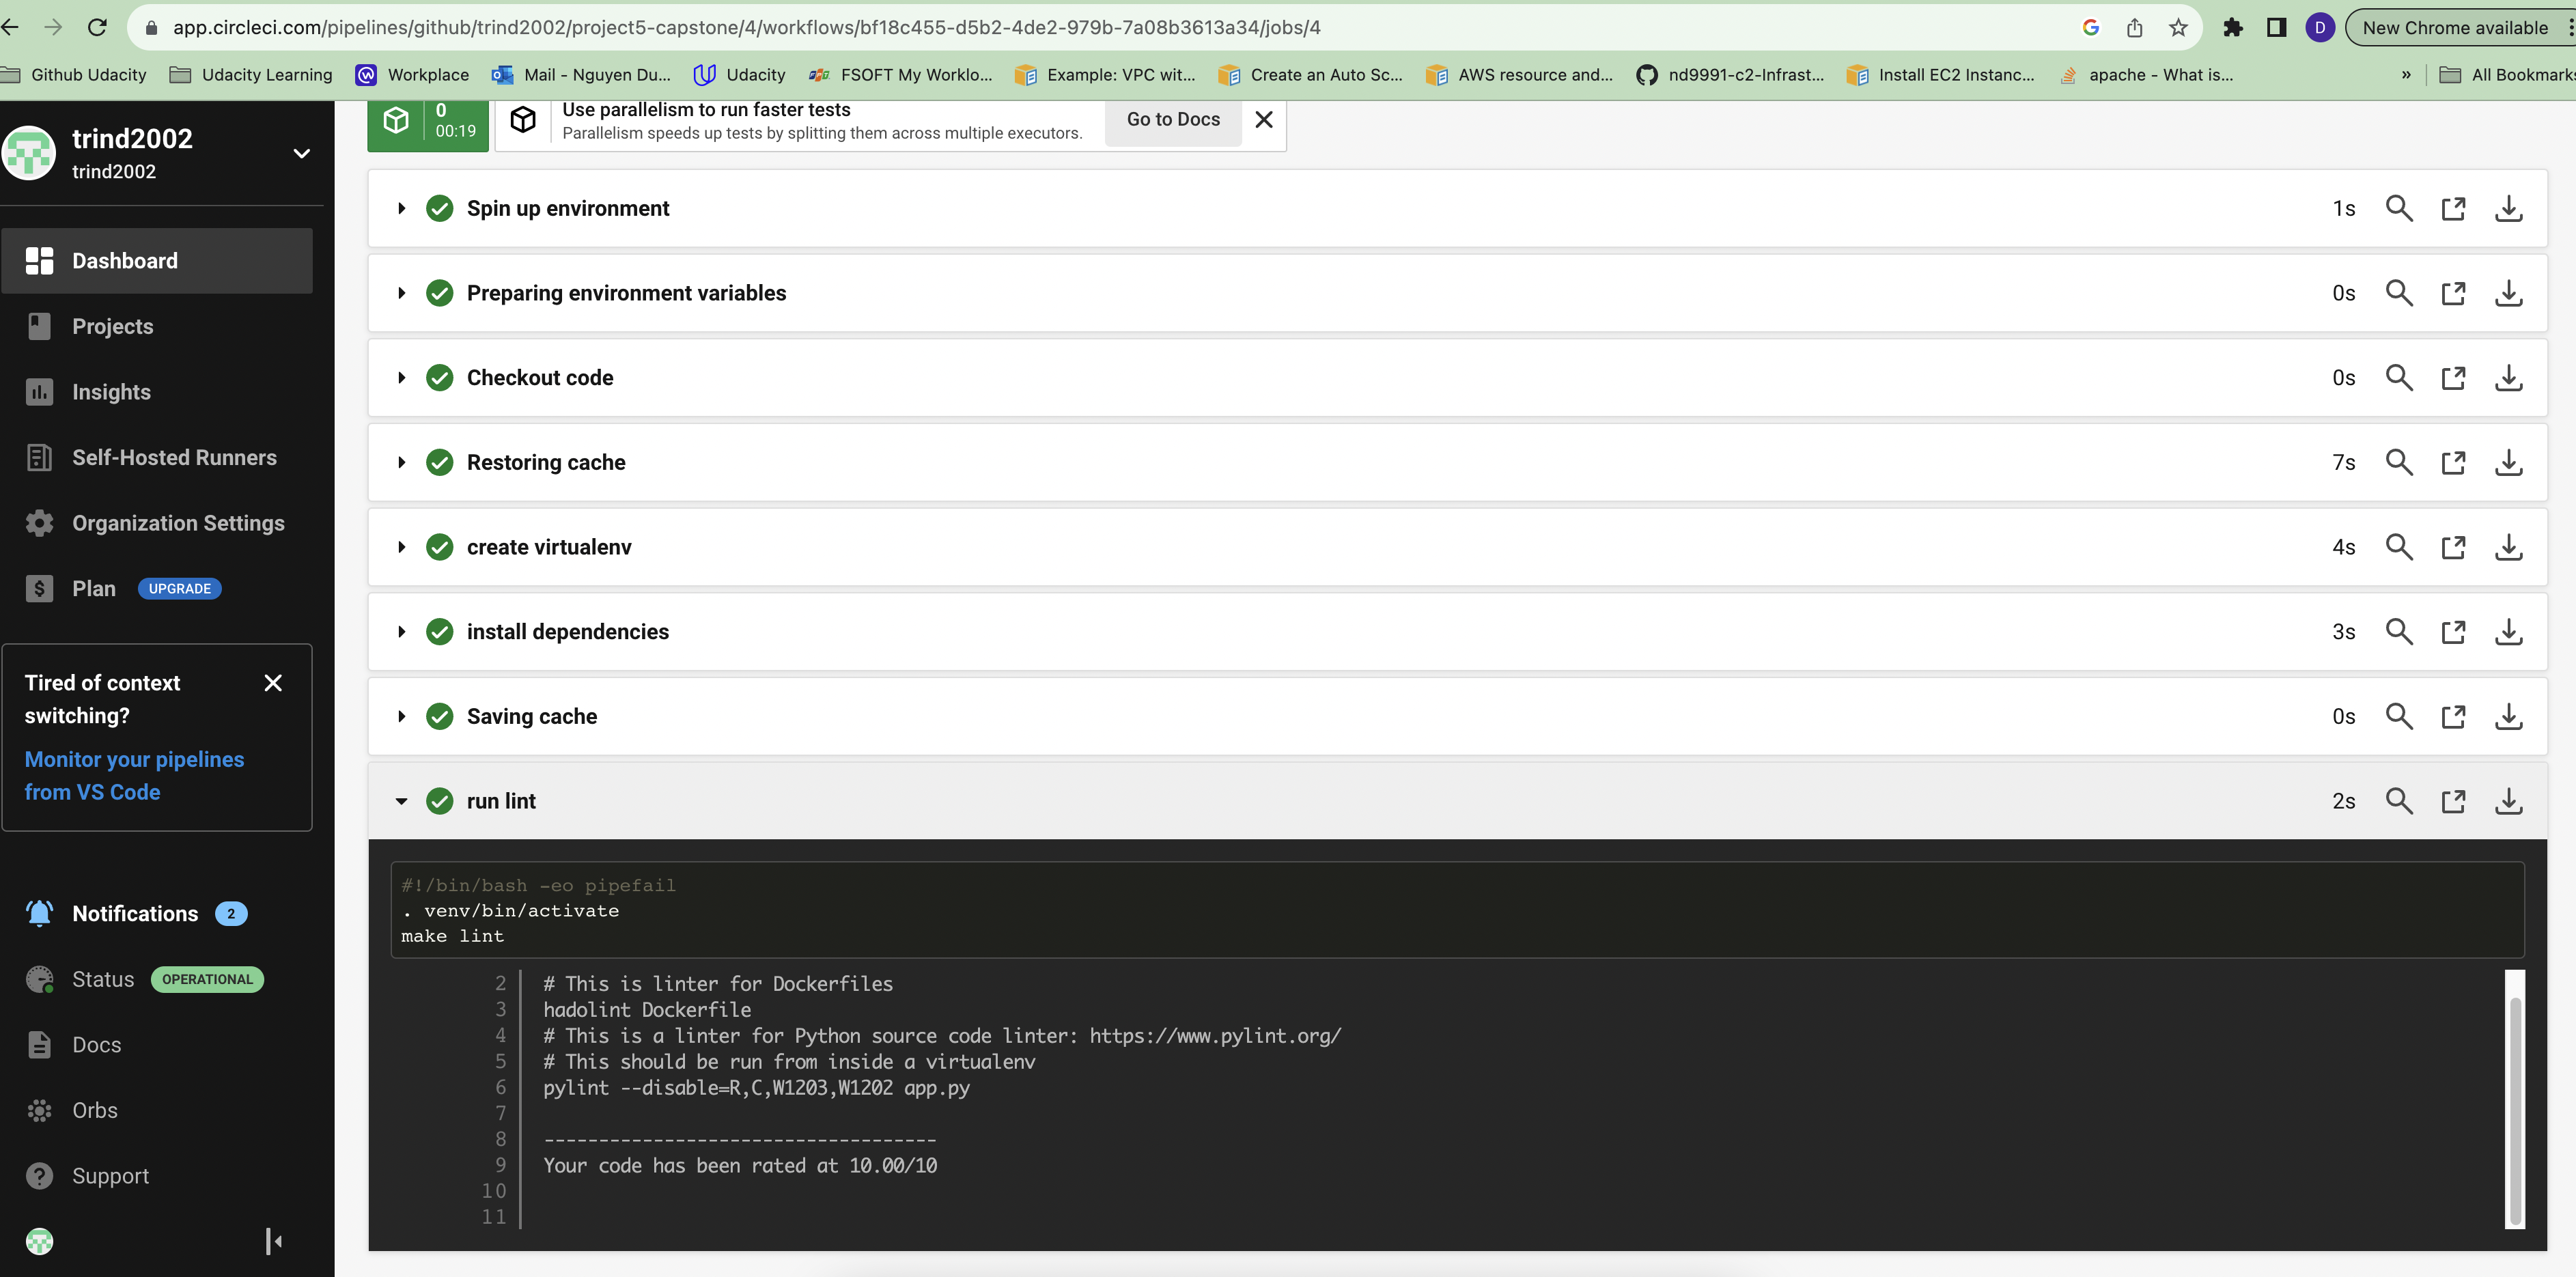 app.circleci.com/pipelines/github/trind2002/project5-capstone/4/workflows/bf18c455-d5b2-4de2-979b-7a08b3613a34/jobs/4
D
New Chrome available
Github Udacity
Udacity Learning
Workplace
Mail - Nguyen Du...
Udacity
FSOFT My Worklo...
Example: VPC wit...
Create an Auto Sc...
AWS resource and...
nd9991-c2-Infrast...
Install EC2 Instanc...
apache - What is...
»
All Bookmarks
trind2002
trind2002
Dashboard
Projects
Insights
Self-Hosted Runners
Organization Settings
Plan
UPGRADE
Tired of context
switching?
Monitor your pipelines
from VS Code
Notifications
2
Status
OPERATIONAL
Docs
Orbs
Support
0
00:19
Use parallelism to run faster tests
Parallelism speeds up tests by splitting them across multiple executors.
Go to Docs
Spin up environment
1s
Preparing environment variables
0s
Checkout code
0s
Restoring cache
7s
create virtualenv
4s
install dependencies
3s
Saving cache
0s
run lint
2s
#!/bin/bash -eo pipefail
. venv/bin/activate
make lint
2 # This is linter for Dockerfiles
3 hadolint Dockerfile
4 # This is a linter for Python source code linter: https://www.pylint.org/
5 # This should be run from inside a virtualenv
6 pylint --disable=R,C,W1203,W1202 app.py
7
8 ------------------------------------
9 Your code has been rated at 10.00/10
10
11